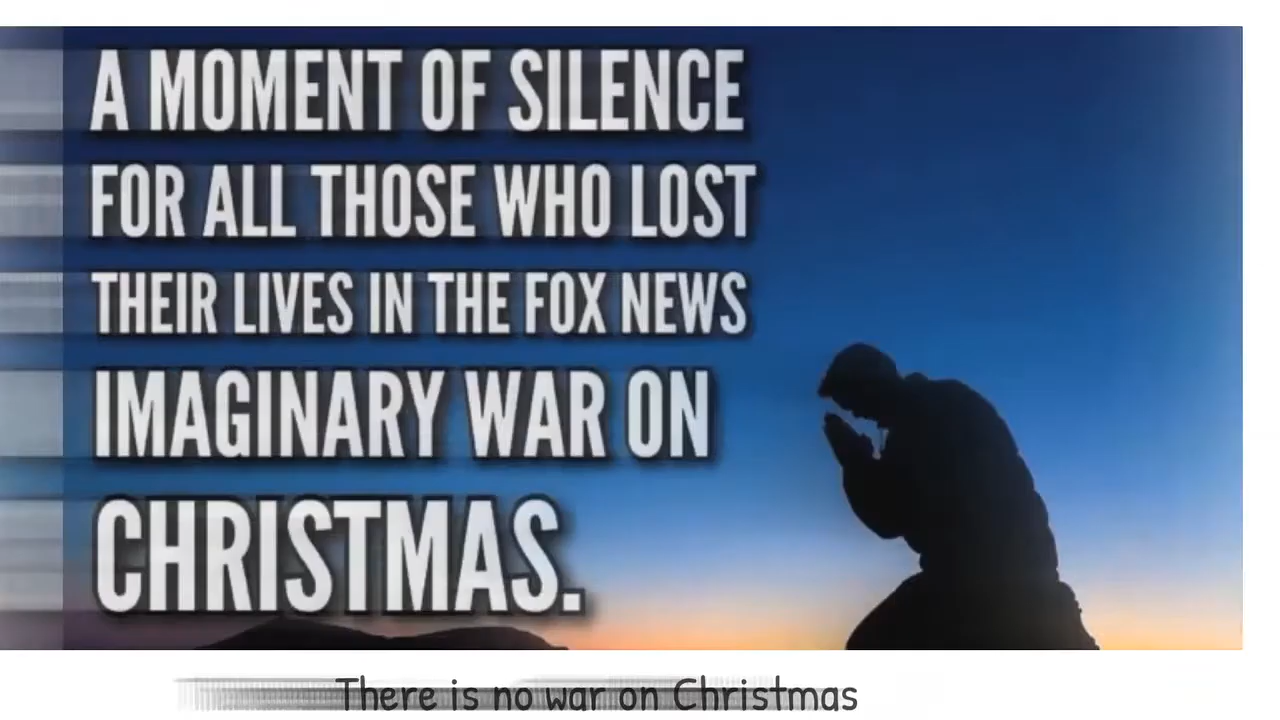 A MOMENT OF SILENCE
FOR ALL THOSE WHO LOST
THEIR LIVES IN THE FOX NEWS
IMAGINARY WAR ON
CHRISTMAS.
There is no war on Christmas